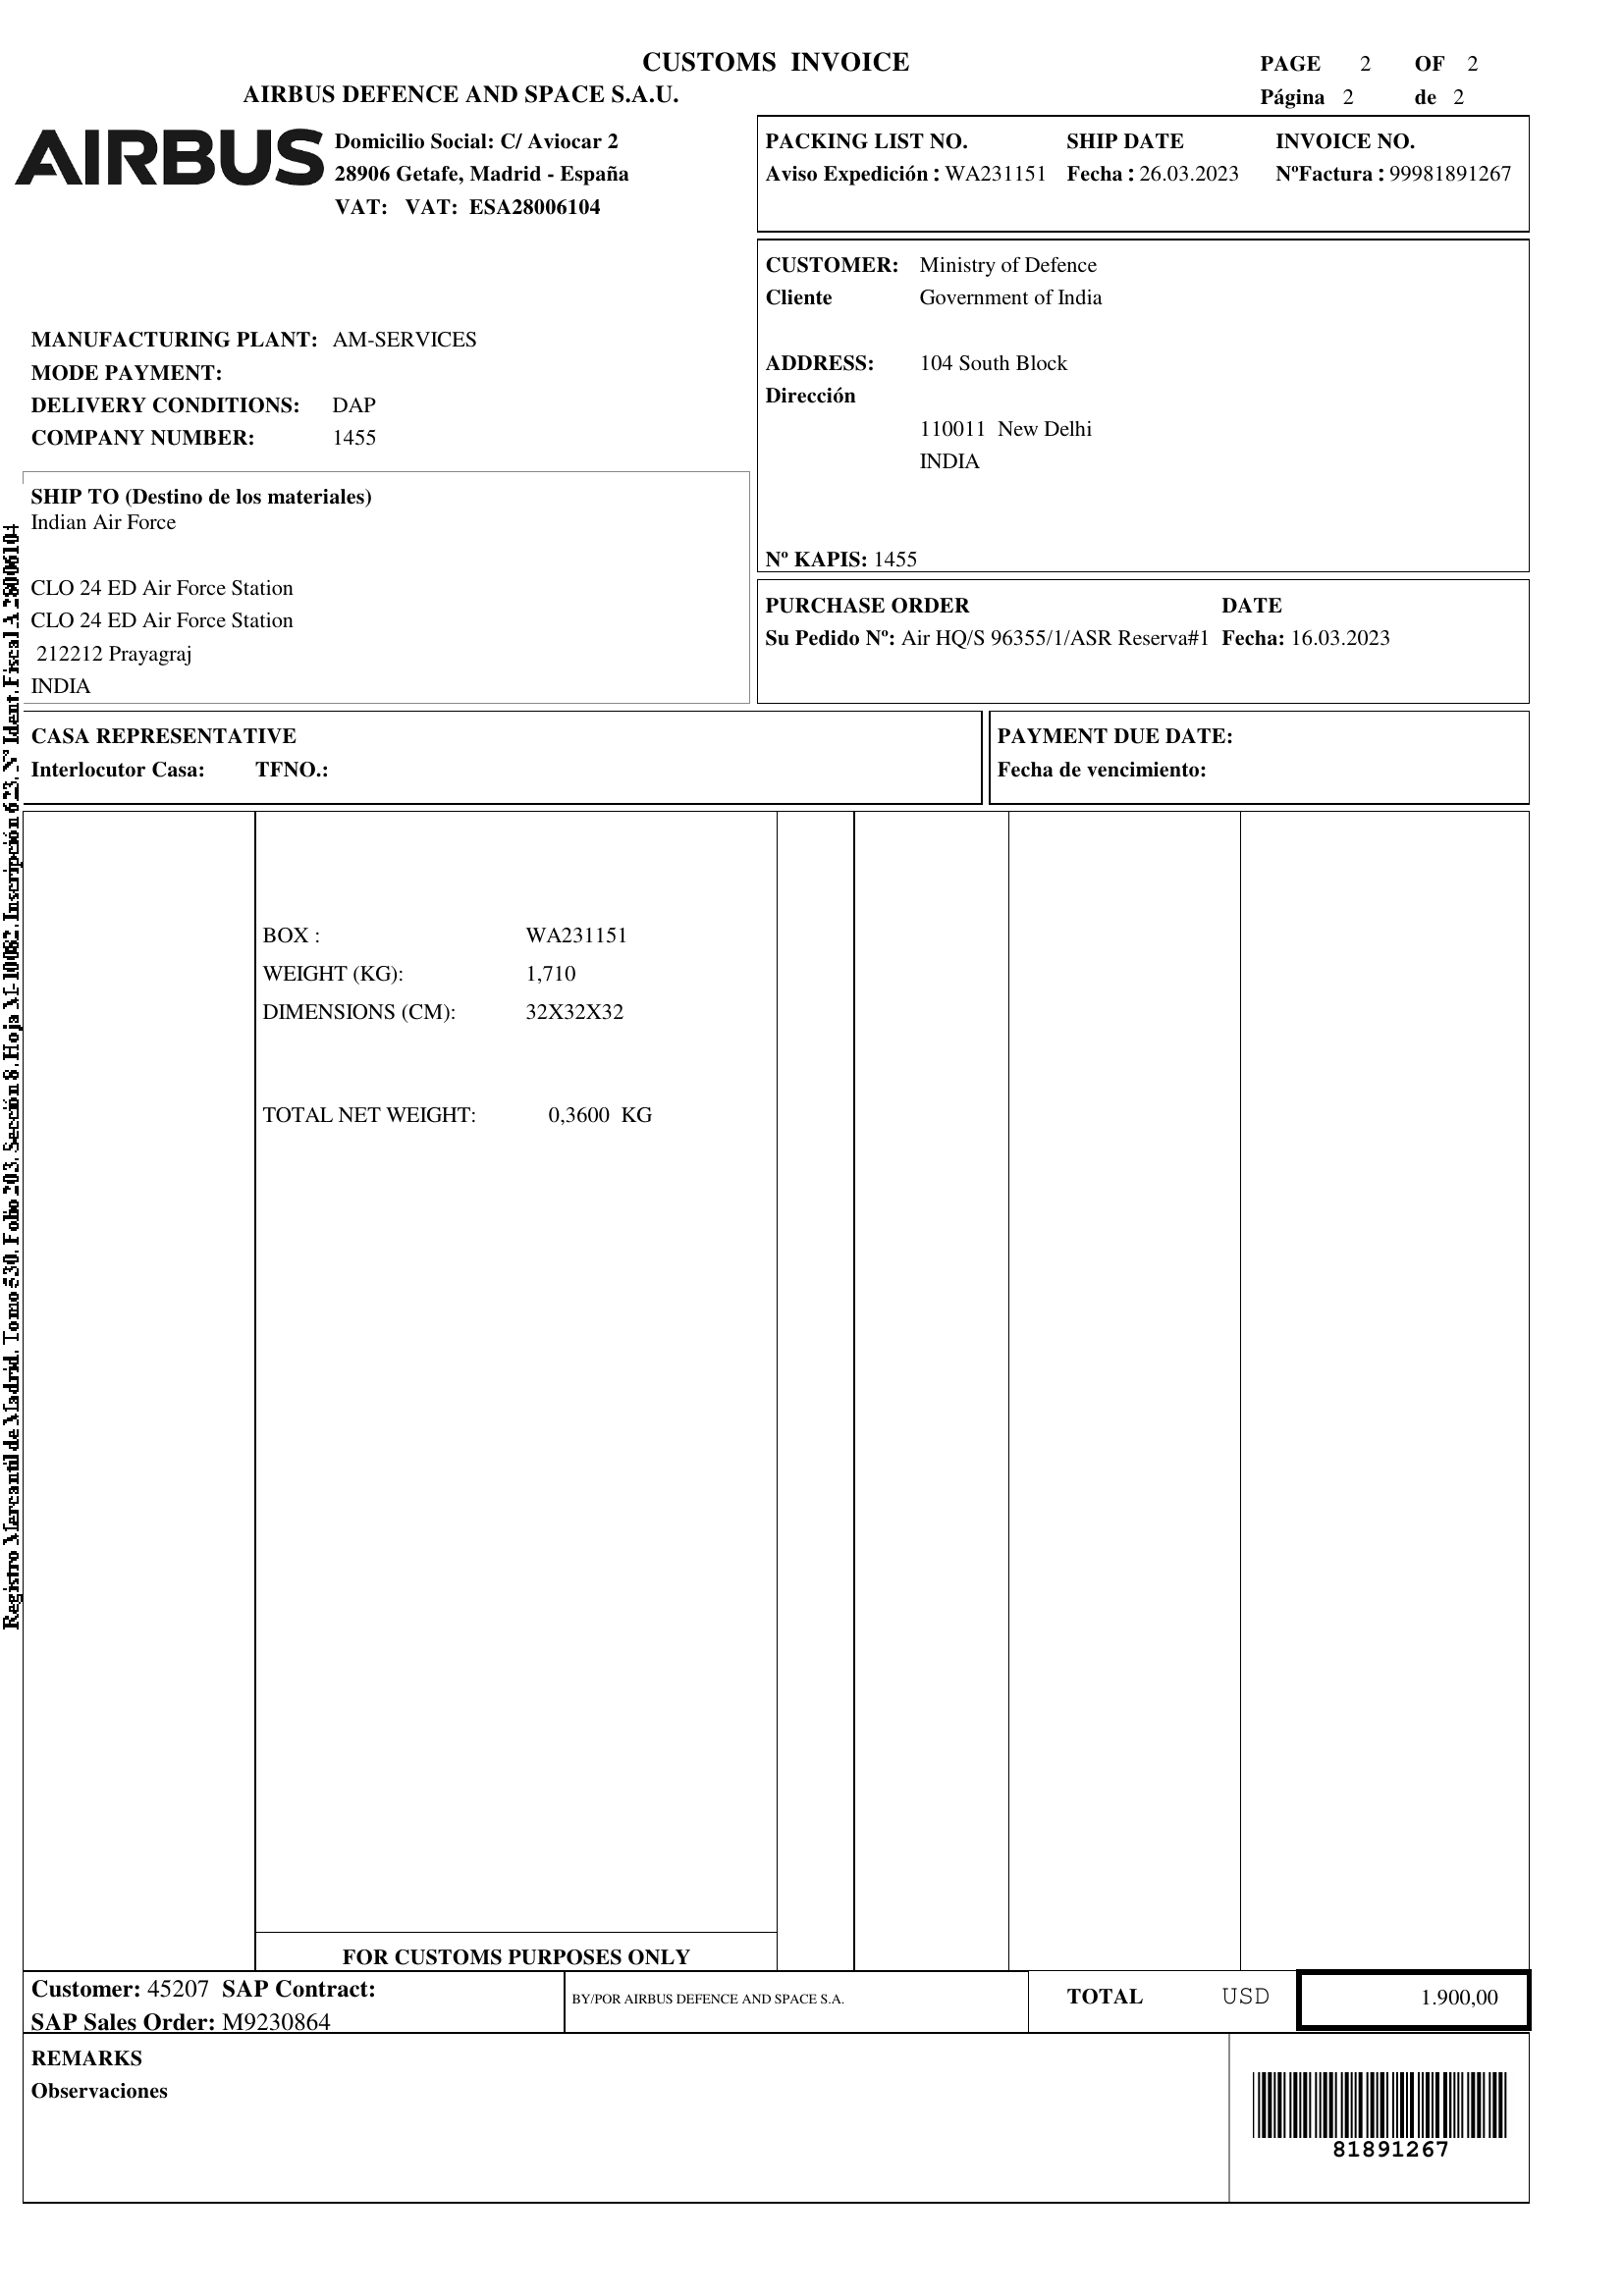 CUSTOMS INVOICE
PAGE 2 OF 2
AIRBUS DEFENCE AND SPACE S.A.U.
Página 2 de 2
AIRBUS
Domicilio Social: C/ Aviocar 2
28906 Getafe, Madrid - España
VAT: VAT: ESA28006104
PACKING LIST NO. SHIP DATE INVOICE NO.
Aviso Expedición : WA231151 Fecha : 26.03.2023 NºFactura : 99981891267
CUSTOMER: Ministry of Defence
Cliente Government of India
ADDRESS: 104 South Block
Dirección
110011 New Delhi
INDIA
Nº KAPIS: 1455
MANUFACTURING PLANT: AM-SERVICES
MODE PAYMENT:
DELIVERY CONDITIONS: DAP
COMPANY NUMBER: 1455
SHIP TO (Destino de los materiales)
Indian Air Force
CLO 24 ED Air Force Station
CLO 24 ED Air Force Station
212212 Prayagraj
INDIA
PURCHASE ORDER DATE
Su Pedido Nº: Air HQ/S 96355/1/ASR Reserva#1 Fecha: 16.03.2023
CASA REPRESENTATIVE
Interlocutor Casa: TFNO.:
PAYMENT DUE DATE:
Fecha de vencimiento:
BOX : WA231151
WEIGHT (KG): 1,710
DIMENSIONS (CM): 32X32X32
TOTAL NET WEIGHT: 0,3600 KG
FOR CUSTOMS PURPOSES ONLY
Customer: 45207 SAP Contract:
SAP Sales Order: M9230864
BY/POR AIRBUS DEFENCE AND SPACE S.A.
TOTAL USD 1.900,00
REMARKS
Observaciones
81891267
Registro Mercantil de Madrid, Tomo 530, Folio 203, Sección 8, Hoja M-10082, Inscripción 623, Nº Ident. Fiscal A 28006104